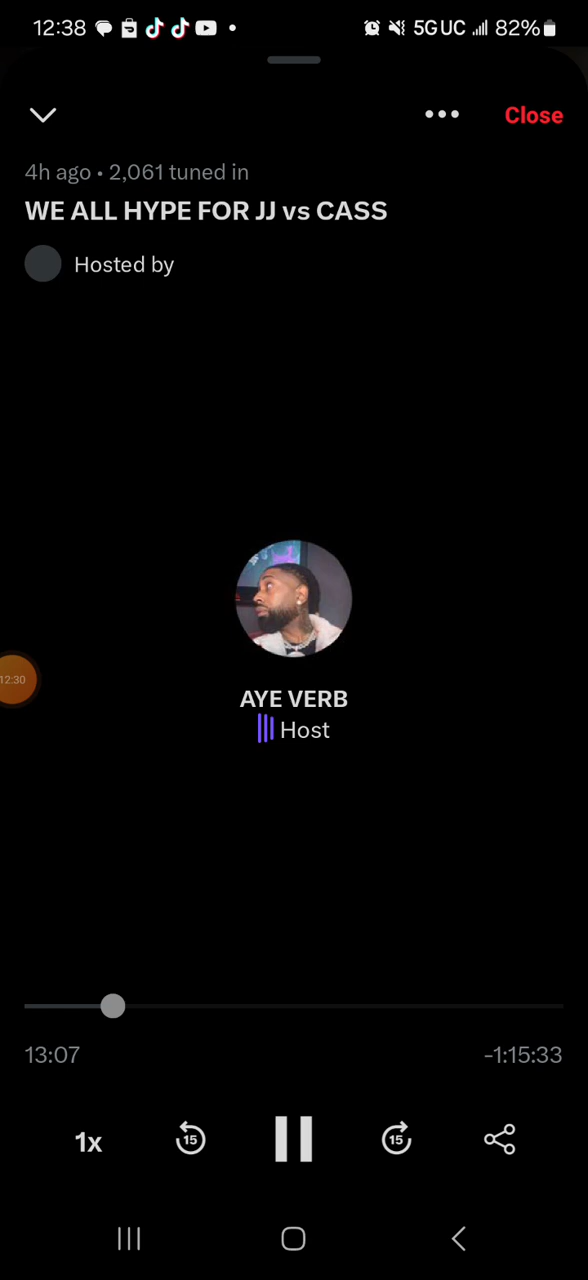 12:38 5GUC 82%
Close
4h ago • 2,061 tuned in
WE ALL HYPE FOR JJ vs CASS
Hosted by
12:30
AYE VERB
Host
13:07 -1:15:33
1x 15 15